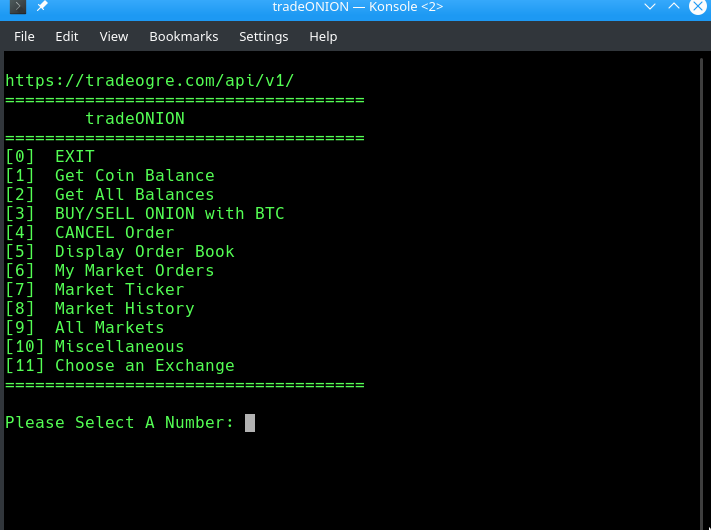 tradeONION — Konsole <2>
File Edit View Bookmarks Settings Help
https://tradeogre.com/api/v1/
====================================
tradeONION
====================================
[0] EXIT
[1] Get Coin Balance
[2] Get All Balances
[3] BUY/SELL ONION with BTC
[4] CANCEL Order
[5] Display Order Book
[6] My Market Orders
[7] Market Ticker
[8] Market History
[9] All Markets
[10] Miscellaneous
[11] Choose an Exchange
====================================
Please Select A Number: